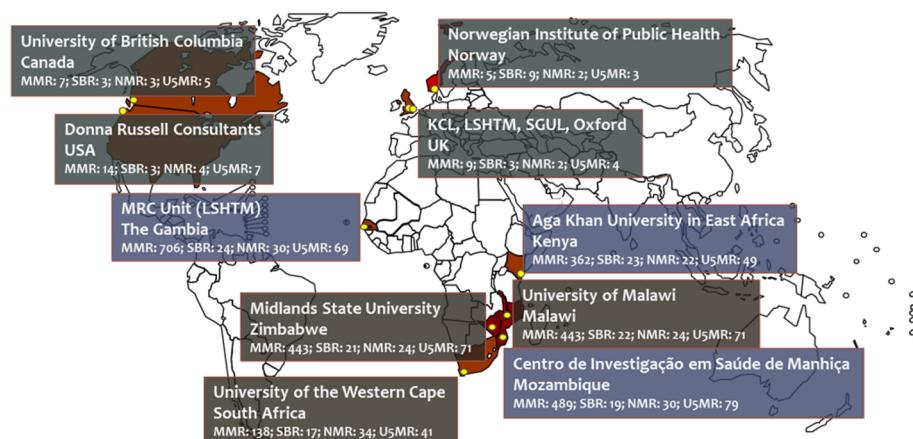 University of British Columbia
Canada
MMR: 7; SBR: 3; NMR: 3; U5MR: 5
Norwegian Institute of Public Health
Norway
MMR: 5; SBR: 9; NMR: 2; U5MR: 3
Donna Russell Consultants
USA
MMR: 14; SBR: 3; NMR: 4; U5MR: 7
KCL, LSHTM, SGUL, Oxford
UK
MMR: 9; SBR: 3; NMR: 2; U5MR: 4
MRC Unit (LSHTM)
The Gambia
MMR: 706; SBR: 24; NMR: 30; U5MR: 69
Aga Khan University in East Africa
Kenya
MMR: 362; SBR: 23; NMR: 22; U5MR: 49
Midlands State University
Zimbabwe
MMR: 443; SBR: 21; NMR: 24; U5MR: 71
University of Malawi
Malawi
MMR: 443; SBR: 22; NMR: 24; U5MR: 71
Centro de Investigação em Saúde de Manhiça
Mozambique
MMR: 489; SBR: 19; NMR: 30; U5MR: 79
University of the Western Cape
South Africa
MMR: 138; SBR: 17; NMR: 34; U5MR: 41